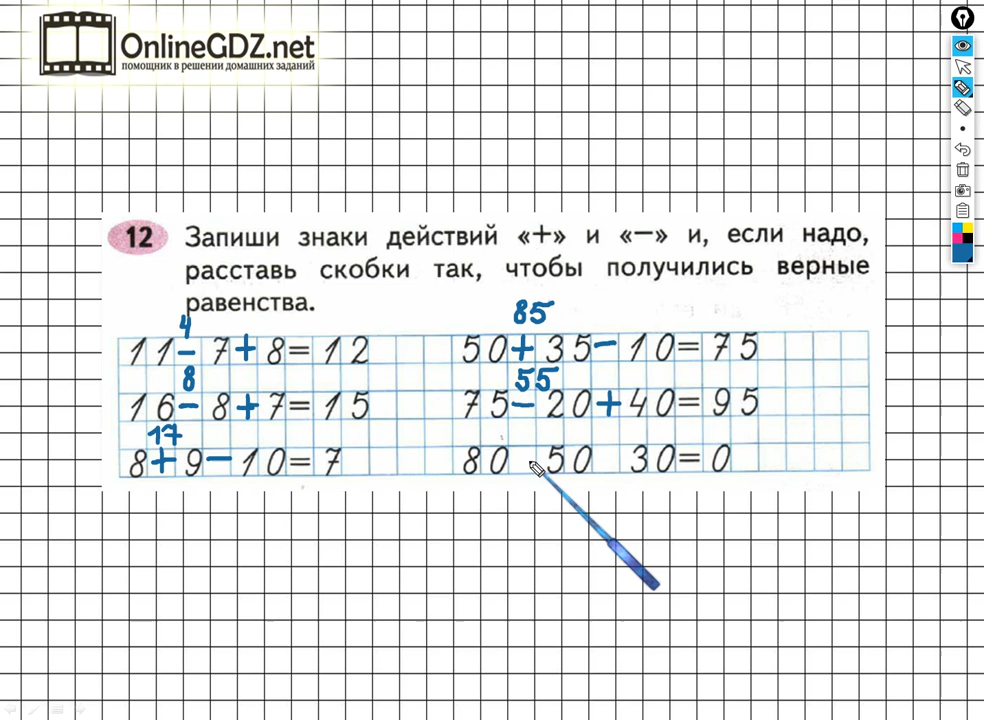 OnlineGDZ.net
помощник в решении домашних заданий
12 Запиши знаки действий «+» и «−» и, если надо,
расставь скобки так, чтобы получились верные
равенства.
4
11 − 7 + 8 = 12
8
16 − 8 + 7 = 15
17
8 + 9 − 10 = 7
85
50 + 35 − 10 = 75
55
75 − 20 + 40 = 95
80 50 30 = 0